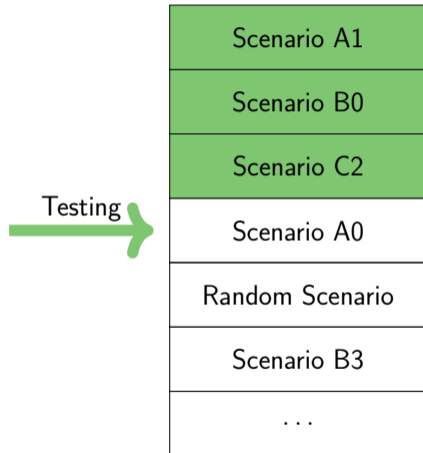 Scenario A1
Scenario B0
Scenario C2
Testing
Scenario A0
Random Scenario
Scenario B3
...